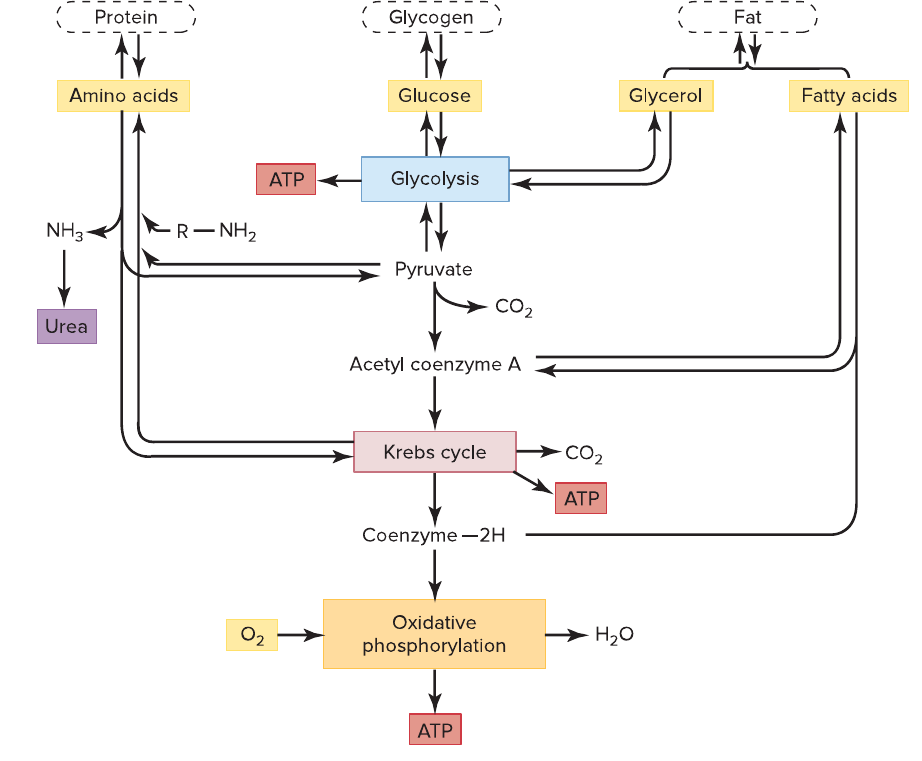 Protein
Glycogen
Fat
Amino acids
Glucose
Glycerol
Fatty acids
ATP
Glycolysis
NH₃
R — NH₂
Pyruvate
Urea
CO₂
Acetyl coenzyme A
Krebs cycle
CO₂
ATP
Coenzyme —2H
O₂
Oxidative
phosphorylation
H₂O
ATP